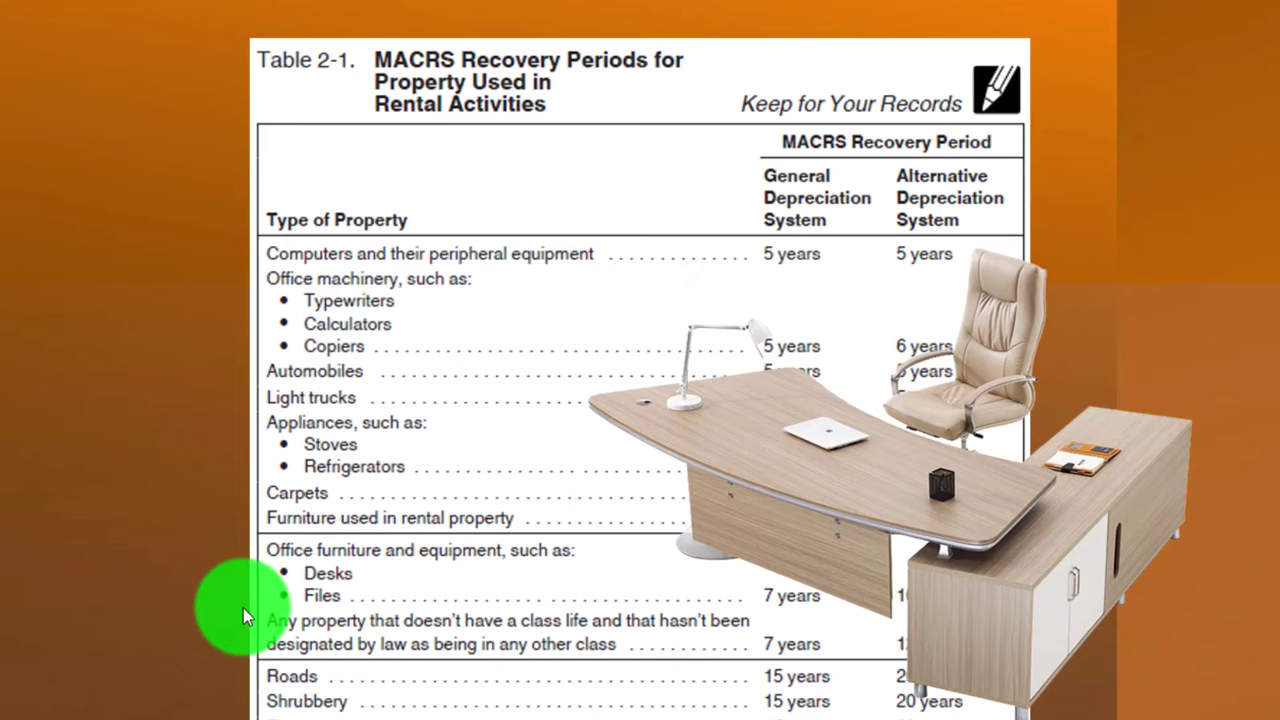 Table 2-1. MACRS Recovery Periods for
Property Used in
Rental Activities
Keep for Your Records
MACRS Recovery Period
General Alternative
Depreciation Depreciation
Type of Property System System
Computers and their peripheral equipment . . . . . . . . . . . . . 5 years 5 years
Office machinery, such as:
• Typewriters
• Calculators
• Copiers . . . . . . . . . . . . . . . . . . . . . . . . . . . . . . . . . . . 5 years 6 years
Automobiles . . . . . . . . . . . . . . . . . . . . . . . . years years
Light trucks . . . . . . . . . . . . . . . . . . . . .
Appliances, such as:
• Stoves
• Refrigerators . . . . . . . . . . . . . . . . . . . . . . . . .
Carpets . . . . . . . . . . . . . . . . . . . . . . . . . . . . . . . . .
Furniture used in rental property . . . . . . . . . . . . .
Office furniture and equipment, such as:
• Desks
• Files . . . . . . . . . . . . . . . . . . . . . . . . . . . . . . . . . . . . . . 7 years
Any property that doesn't have a class life and that hasn't been
designated by law as being in any other class . . . . . . . . . . . 7 years
Roads . . . . . . . . . . . . . . . . . . . . . . . . . . . . . . . . . . . . . . . . . 15 years
Shrubbery . . . . . . . . . . . . . . . . . . . . . . . . . . . . . . . . . . . . . . 15 years 20 years